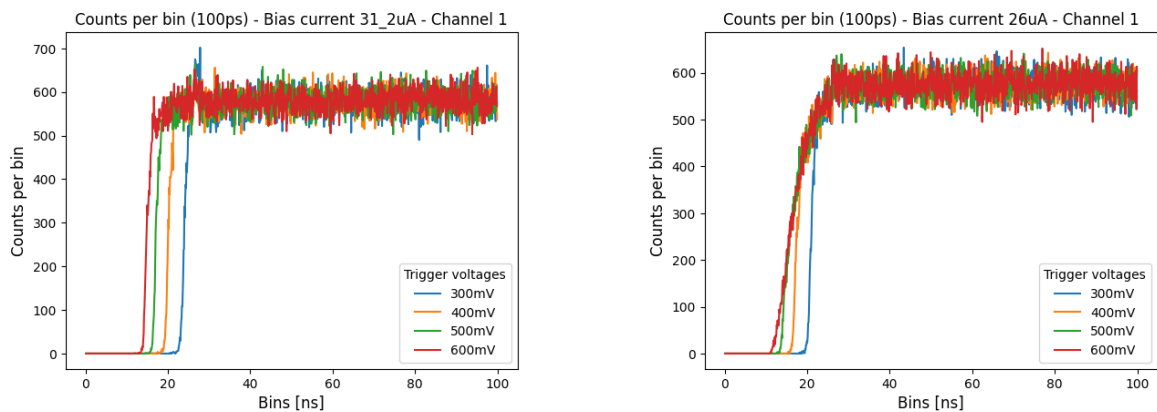 Counts per bin (100ps) - Bias current 31_2uA - Channel 1
Counts per bin
700
600
500
400
300
200
100
0
Trigger voltages
300mV
400mV
500mV
600mV
0 20 40 60 80 100
Bins [ns]
Counts per bin (100ps) - Bias current 26uA - Channel 1
Counts per bin
600
500
400
300
200
100
0
Trigger voltages
300mV
400mV
500mV
600mV
0 20 40 60 80 100
Bins [ns]